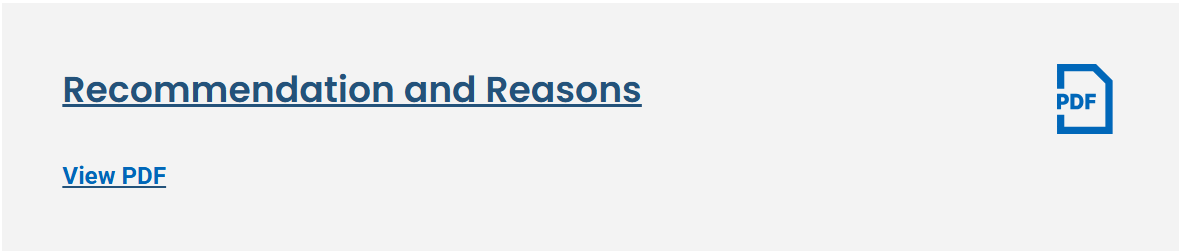 Recommendation and Reasons
PDF
View PDF